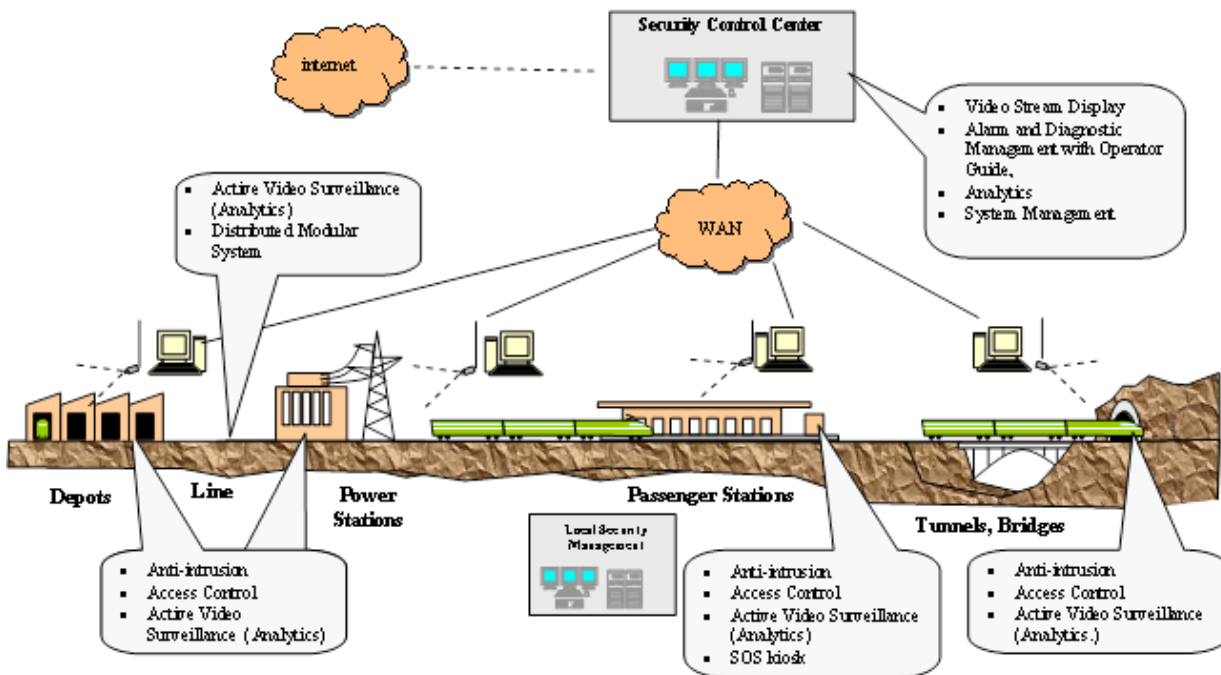 Security Control Center
internet
▪ Video Stream Display
▪ Alarm and Diagnostic
Management with Operator
Guide,
▪ Analytics
▪ System Management
▪ Active Video Surveillance
(Analytics)
▪ Distributed Modular
System
WAN
Depots
Line
Power
Stations
Passenger Stations
Tunnels, Bridges
Local Security
Management
▪ Anti-intrusion
▪ Access Control
▪ Active Video
Surveillance (Analytics)
▪ Anti-intrusion
▪ Access Control
▪ Active Video Surveillance
(Analytics)
▪ SOS kiosk
▪ Anti-intrusion
▪ Access Control
▪ Active Video Surveillance
(Analytics.)